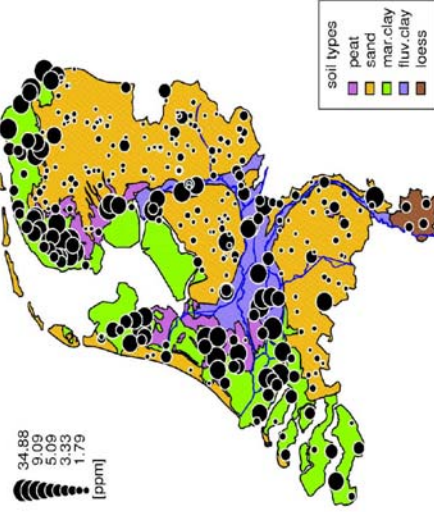 34.88
9.09
5.09
3.33
1.79
[ppm]
soil types
peat
sand
mar.clay
fluv.clay
loess